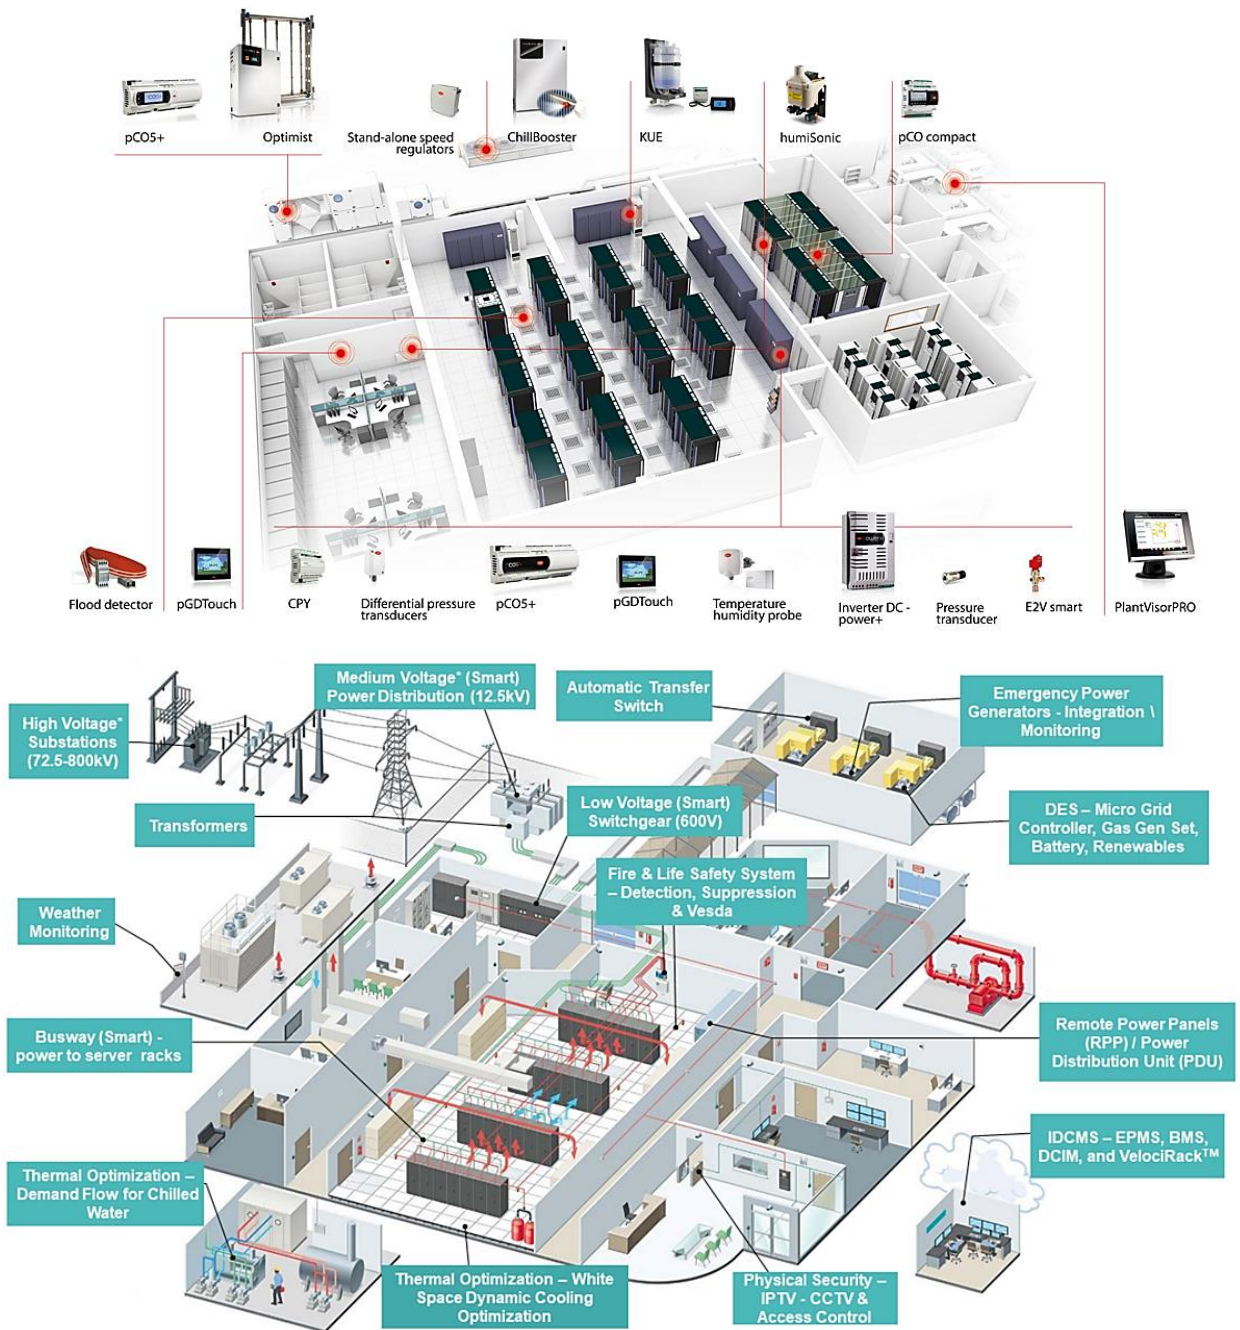 pCO5+
Optimist
Stand-alone speed
regulators
ChillBooster
KUE
humiSonic
pCO compact
Flood detector
pGDTouch
CPY
Differential pressure
transducers
pCO5+
pGDTouch
Temperature
humidity probe
Inverter DC -
power+
Pressure
transducer
E2V smart
PlantVisorPRO
Medium Voltage* (Smart)
Power Distribution (12.5kV)
Automatic Transfer
Switch
Emergency Power
Generators - Integration \
Monitoring
High Voltage*
Substations
(72.5-800kV)
Transformers
Low Voltage (Smart)
Switchgear (600V)
DES – Micro Grid
Controller, Gas Gen Set,
Battery, Renewables
Fire & Life Safety System
– Detection, Suppression
& Vesda
Weather
Monitoring
Busway (Smart) -
power to server racks
Remote Power Panels
(RPP) / Power
Distribution Unit (PDU)
IDCMS – EPMS, BMS,
DCIM, and VelociRack™
Thermal Optimization –
Demand Flow for Chilled
Water
Thermal Optimization – White
Space Dynamic Cooling
Optimization
Physical Security –
IPTV - CCTV &
Access Control